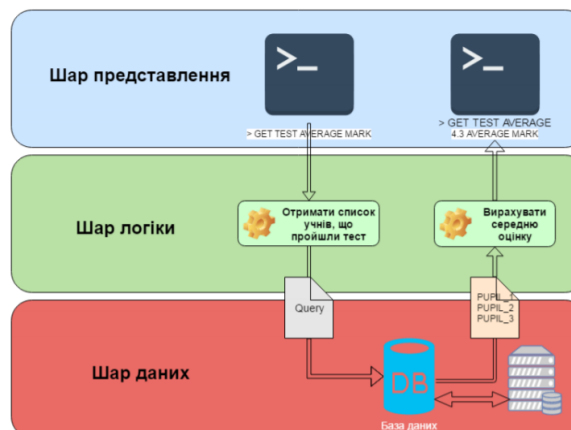 Шар представлення
>_
>_
> GET TEST AVERAGE MARK
> GET TEST AVERAGE
4.3 AVERAGE MARK
Шар логіки
Отримати список
учнів, що
пройшли тест
Вирахувати
середню
оцінку
Query
PUPIL_1
PUPIL_2
PUPIL_3
Шар даних
DB
База даних